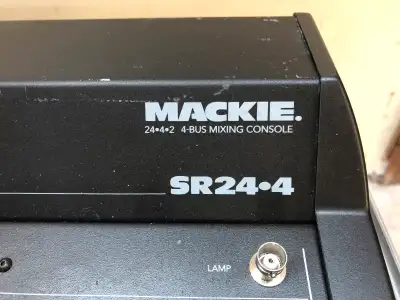 MACKIE.
24•4•2 4-BUS MIXING CONSOLE
SR24•4
LAMP